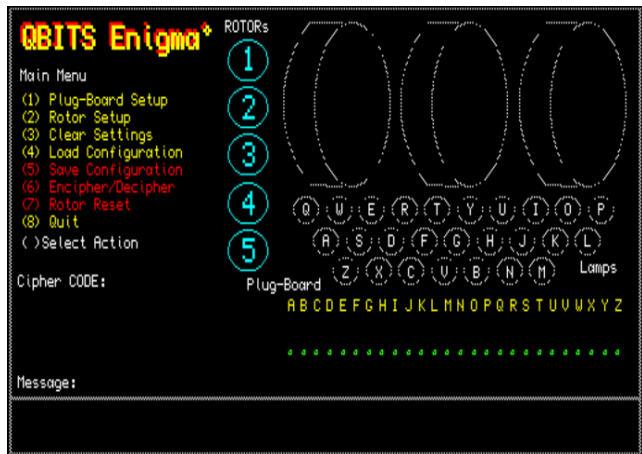 QBITS Enigma°
ROTORs
1
2
3
4
5
Main Menu
(1) Plug-Board Setup
(2) Rotor Setup
(3) Clear Settings
(4) Load Configuration
(5) Save Configuration
(6) Encipher/Decipher
(7) Rotor Reset
(8) Quit
( )Select Action
Cipher CODE:
Q W E R T Y U I O P
A S D F G H J K L
Z X C V B N M
Lamps
Plug-Board
A B C D E F G H I J K L M N O P Q R S T U V W X Y Z
Message: